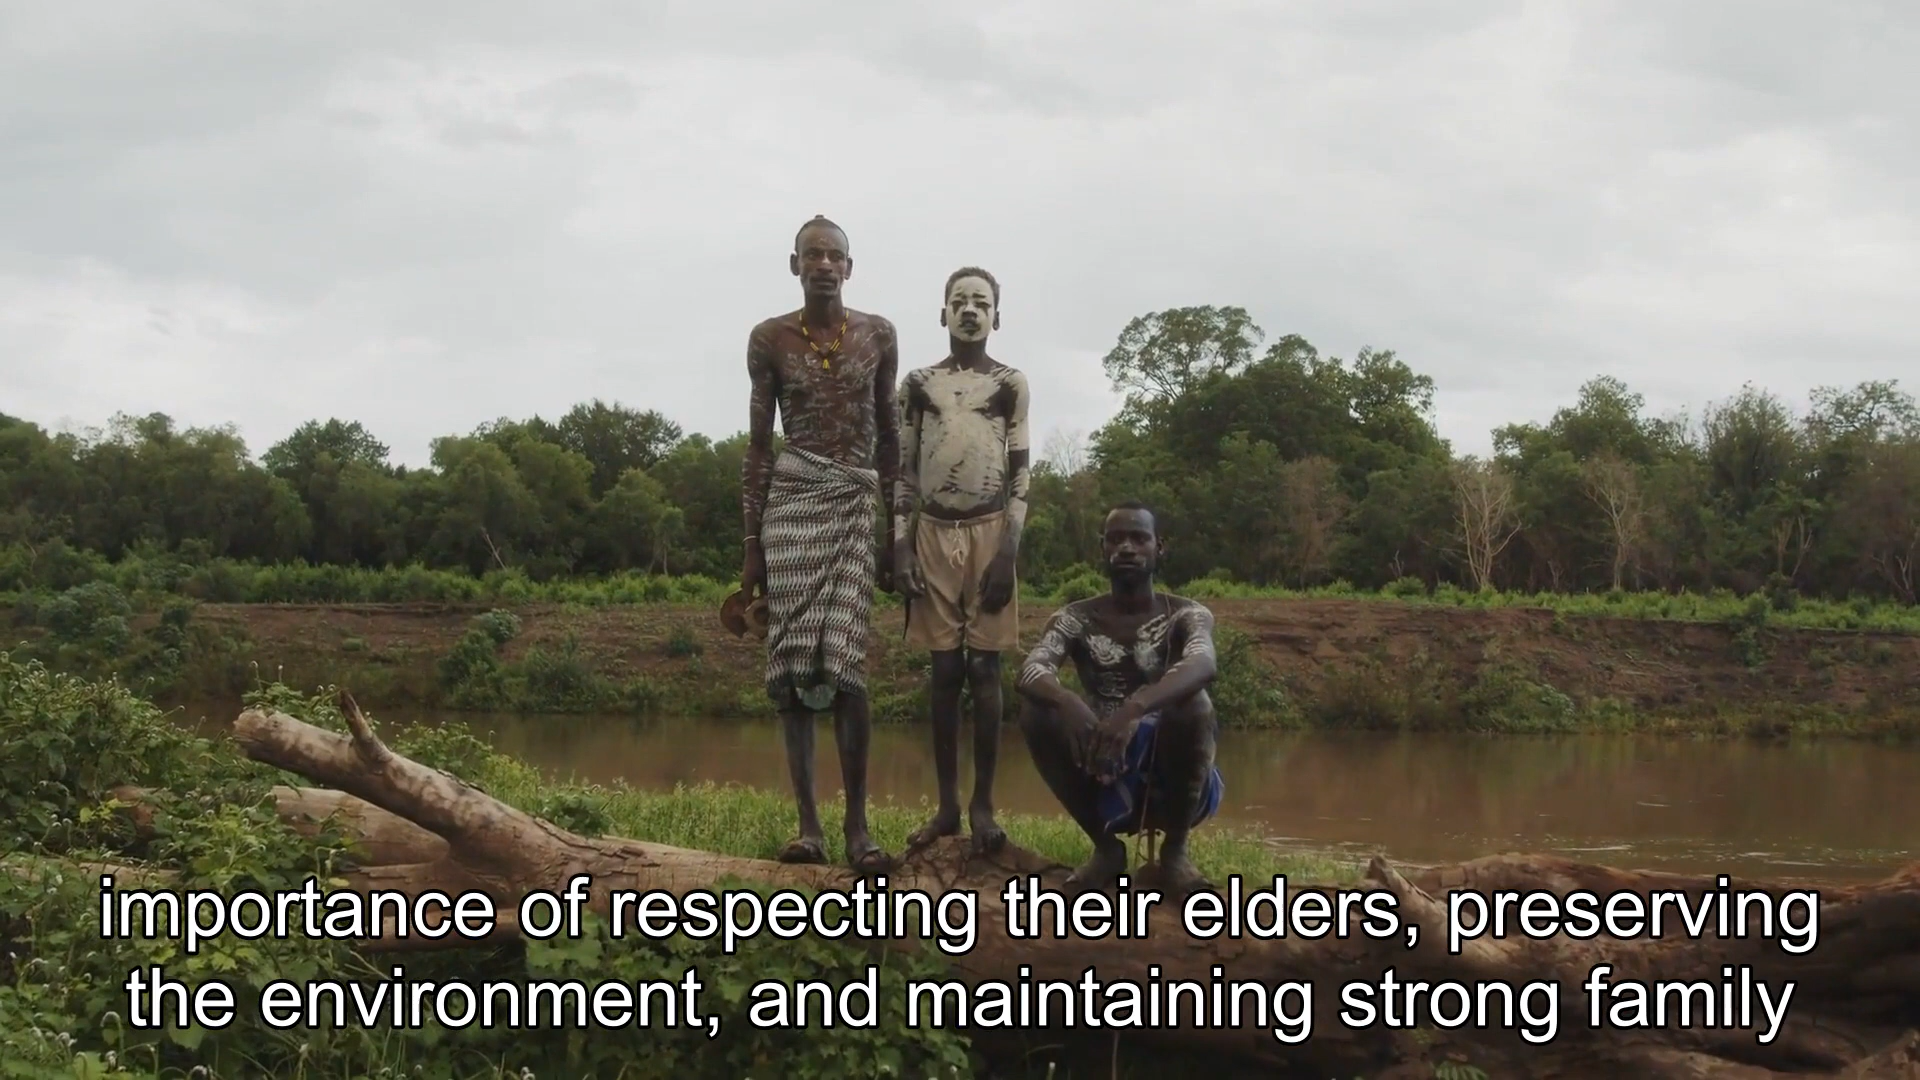 importance of respecting their elders, preserving
the environment, and maintaining strong family